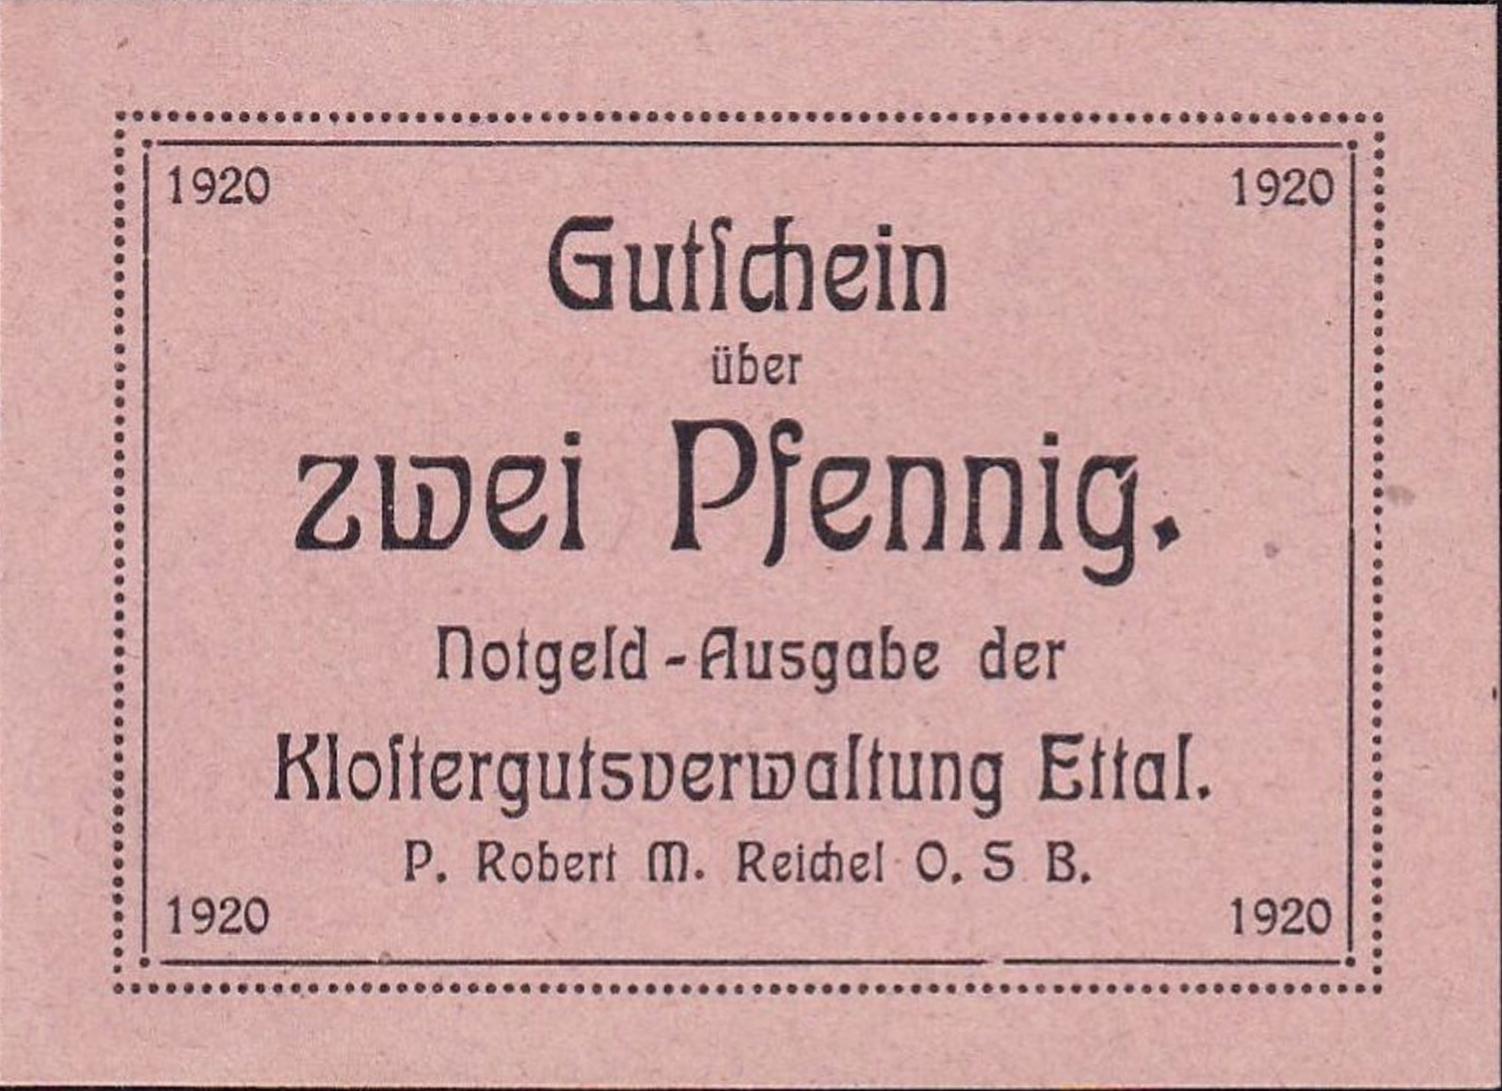 1920 1920
Gutſchein
über
zwei Pfennig.
Notgeld-Ausgabe der
Kloſtergutsverwaltung Ettal.
P. Robert M. Reichel O. S B.
1920 1920